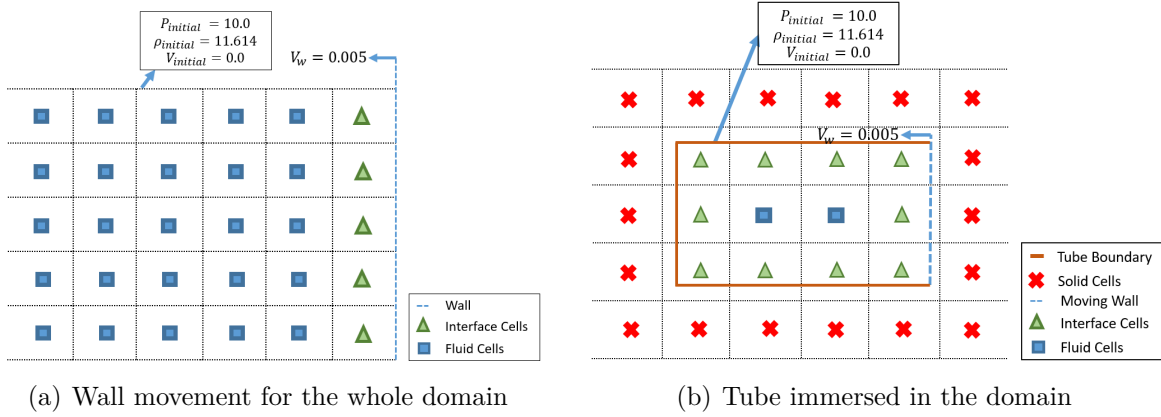 P_initial = 10.0
ρ_initial = 11.614
V_initial = 0.0
V_w = 0.005
Wall
Interface Cells
Fluid Cells
(a) Wall movement for the whole domain
P_initial = 10.0
ρ_initial = 11.614
V_initial = 0.0
V_w = 0.005
Tube Boundary
Solid Cells
Moving Wall
Interface Cells
Fluid Cells
(b) Tube immersed in the domain